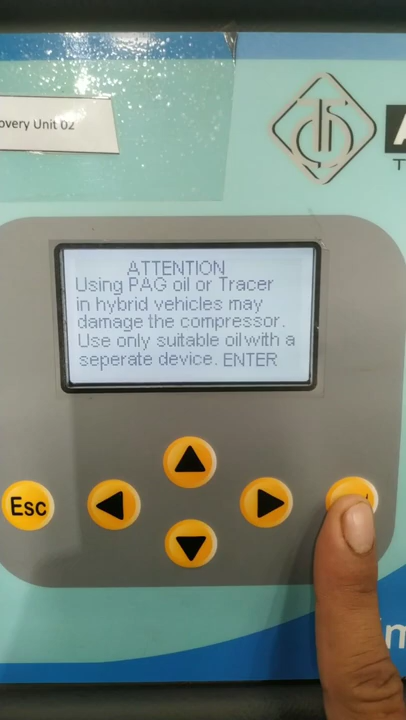 overy Unit 02
A
T
ATTENTION
Using PAG oil or Tracer
in hybrid vehicles may
damage the compressor.
Use only suitable oil with a
seperate device. ENTER
Esc